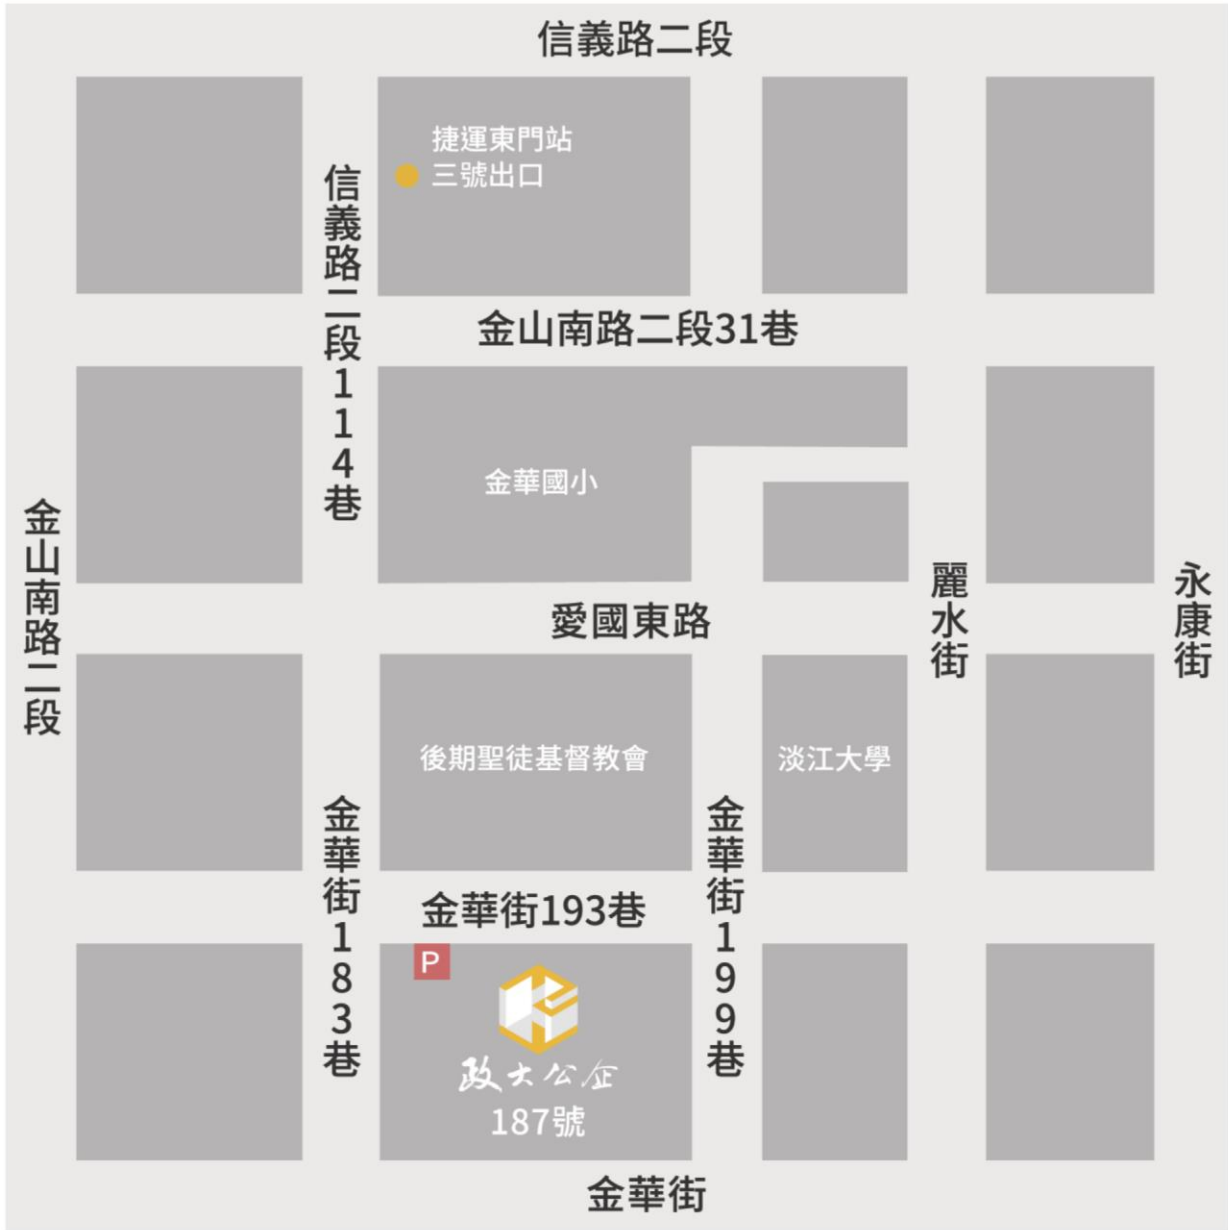 信義路二段
捷運東門站
三號出口
信義路二段114巷
金山南路二段31巷
金華國小
金山南路二段
愛國東路
麗水街
永康街
後期聖徒基督教會
淡江大學
金華街183巷
金華街193巷
金華街199巷
P
政大公企
187號
金華街